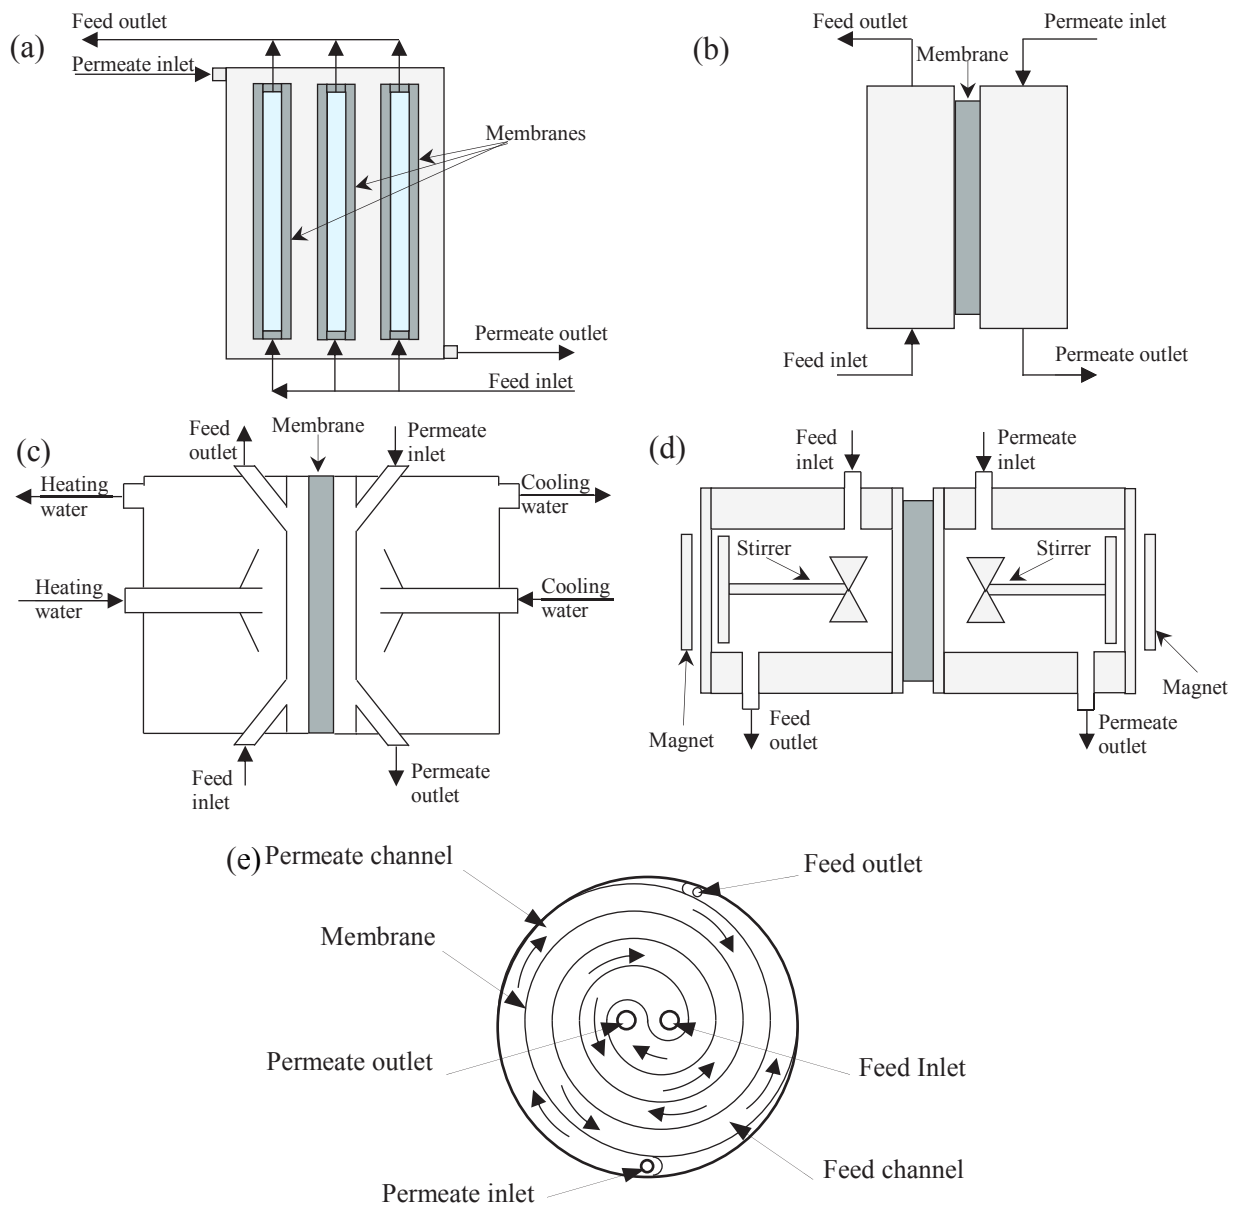 (a)
Feed outlet
Permeate inlet
Membranes
Permeate outlet
Feed inlet
(b)
Feed outlet
Permeate inlet
Membrane
Feed inlet
Permeate outlet
(c)
Feed
outlet
Membrane
Permeate
inlet
Heating
water
Cooling
water
Heating
water
Cooling
water
Feed
inlet
Permeate
outlet
(d)
Feed
inlet
Permeate
inlet
Stirrer
Stirrer
Magnet
Feed
outlet
Permeate
outlet
Magnet
(e)
Permeate channel
Feed outlet
Membrane
Permeate outlet
Feed Inlet
Feed channel
Permeate inlet